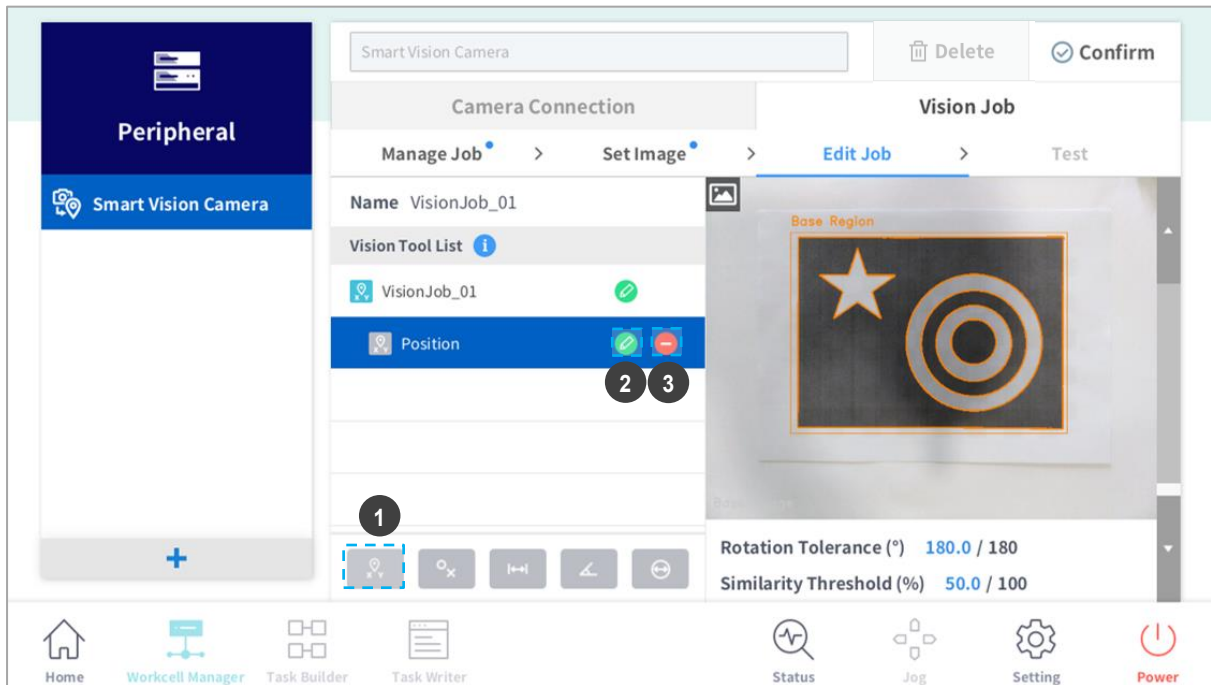 Peripheral
Smart Vision Camera
+
Smart Vision Camera
Delete
Confirm
Camera Connection
Vision Job
Manage Job > Set Image > Edit Job > Test
Name VisionJob_01
Vision Tool List i
VisionJob_01
Position
2 3
1
Base Region
Rotation Tolerance (°) 180.0 / 180
Similarity Threshold (%) 50.0 / 100
Home
Workcell Manager
Task Builder
Task Writer
Status
Jog
Setting
Power